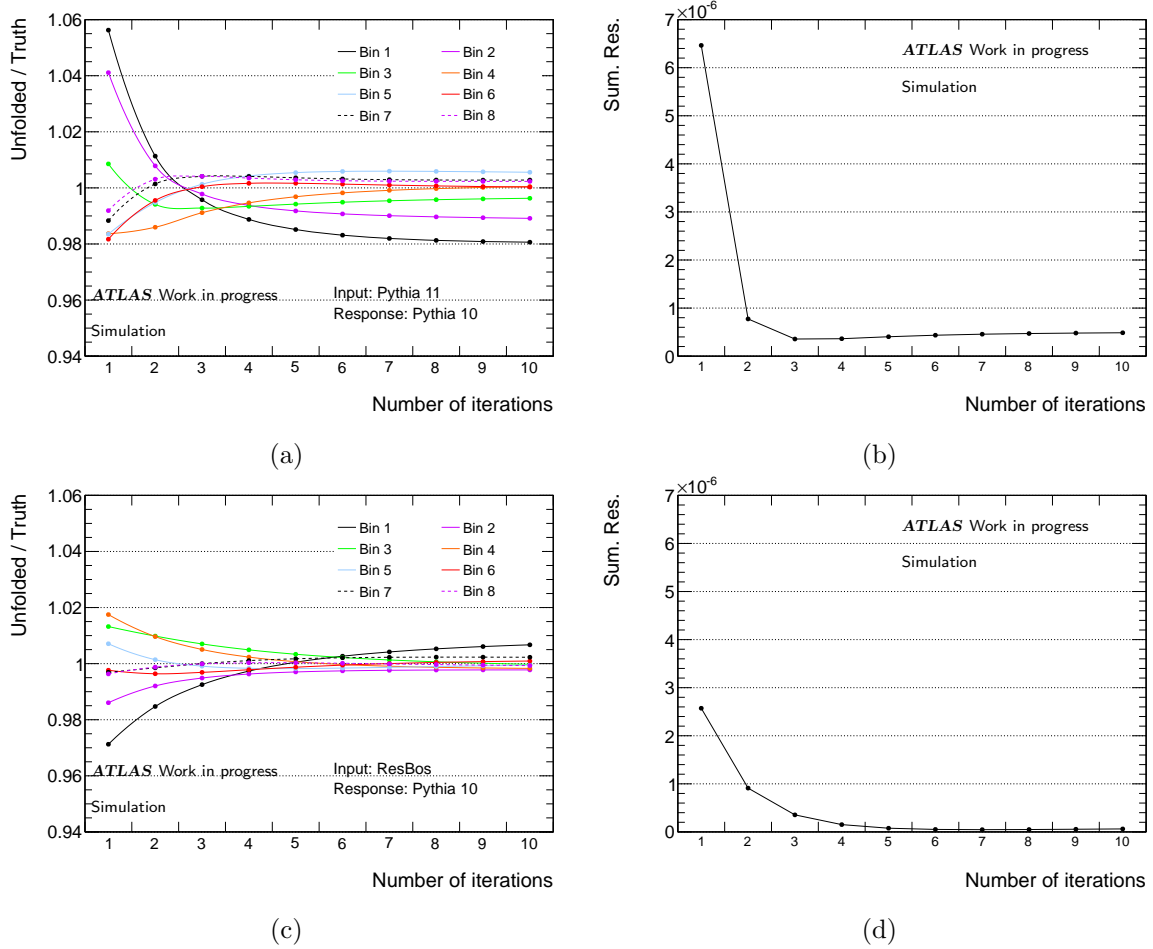 Unfolded / Truth
1.06
1.04
1.02
1
0.98
0.96
0.94
Bin 1 Bin 2
Bin 3 Bin 4
Bin 5 Bin 6
Bin 7 Bin 8
ATLAS Work in progress
Simulation
Input: Pythia 11
Response: Pythia 10
1 2 3 4 5 6 7 8 9 10
Number of iterations
(a)
Sum. Res.
×10⁻⁶
7
6
5
4
3
2
1
0
ATLAS Work in progress
Simulation
1 2 3 4 5 6 7 8 9 10
Number of iterations
(b)
Unfolded / Truth
1.06
1.04
1.02
1
0.98
0.96
0.94
Bin 1 Bin 2
Bin 3 Bin 4
Bin 5 Bin 6
Bin 7 Bin 8
ATLAS Work in progress
Simulation
Input: ResBos
Response: Pythia 10
1 2 3 4 5 6 7 8 9 10
Number of iterations
(c)
Sum. Res.
×10⁻⁶
7
6
5
4
3
2
1
0
ATLAS Work in progress
Simulation
1 2 3 4 5 6 7 8 9 10
Number of iterations
(d)